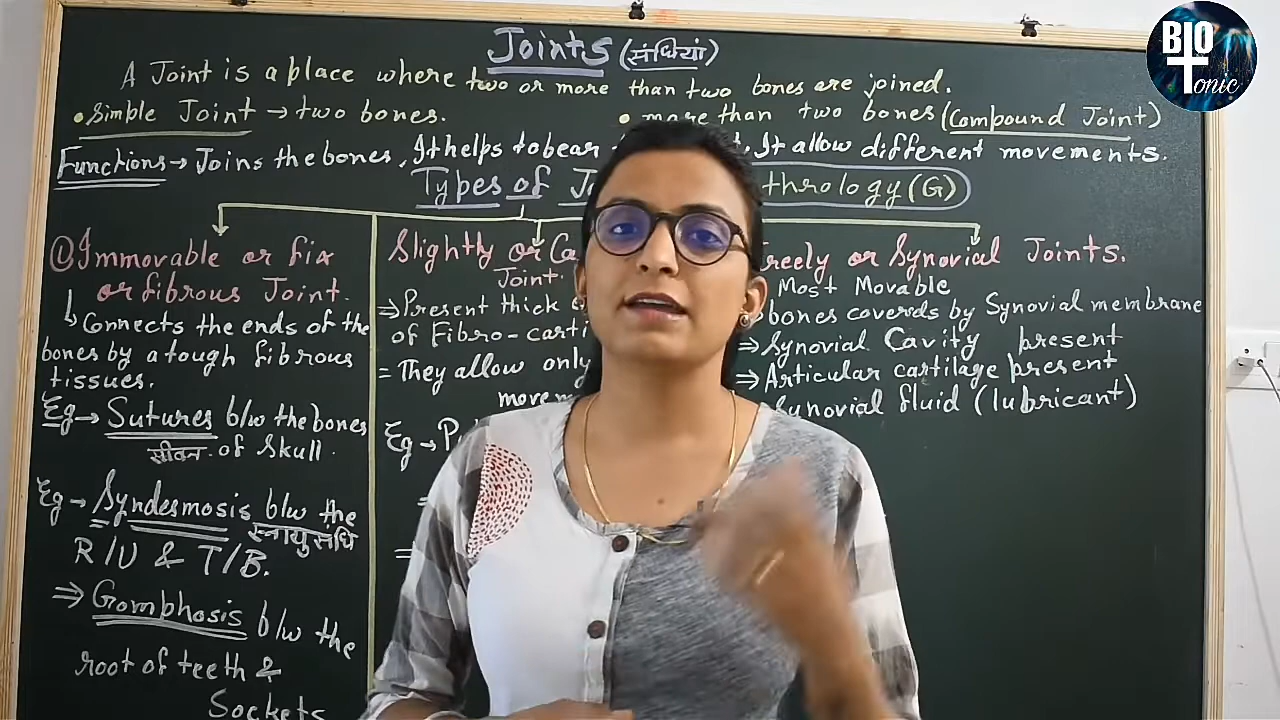 Joints (संधियां)
A Joint is a place where two or more than two bones are joined.
• Simple Joint → two bones.
• more than two bones (Compound Joint)
Functions → Joins the bones, It helps to bear
It allow different movements.
Types of
throlology (G)
① Immovable or fix
or fibrous Joint.
↳ Connects the ends of the
bones by a tough fibrous
tissues.
Eg → Sutures b/w the bones
सीवन of Skull.
Eg → Syndesmosis b/w the
स्नायु संधि
R/U & T/B.
⇒ Gomphosis b/w the
root of teeth &
Sockets
Slightly or
Joint
⇒ Present thick
of Fibro-carti
= They allow only
movem
Eg →
reely or Synovial Joints.
Most Movable
bones covereds by Synovial membrane
⇒ Synovial Cavity present
⇒ Articular cartilage present
Synovial fluid (lubricant)
BIO
Tonic